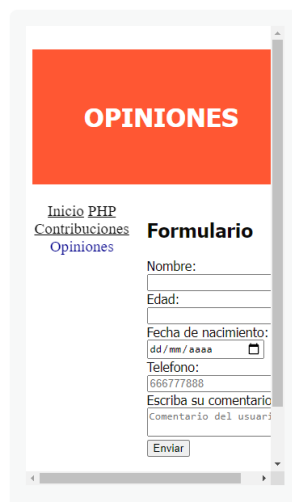 OPINIONES
Inicio PHP
Contribuciones
Opiniones
Formulario
Nombre:
Edad:
Fecha de nacimiento:
dd/mm/aaaa
Telefono:
666777888
Escriba su comentario
Comentario del usuari
Enviar